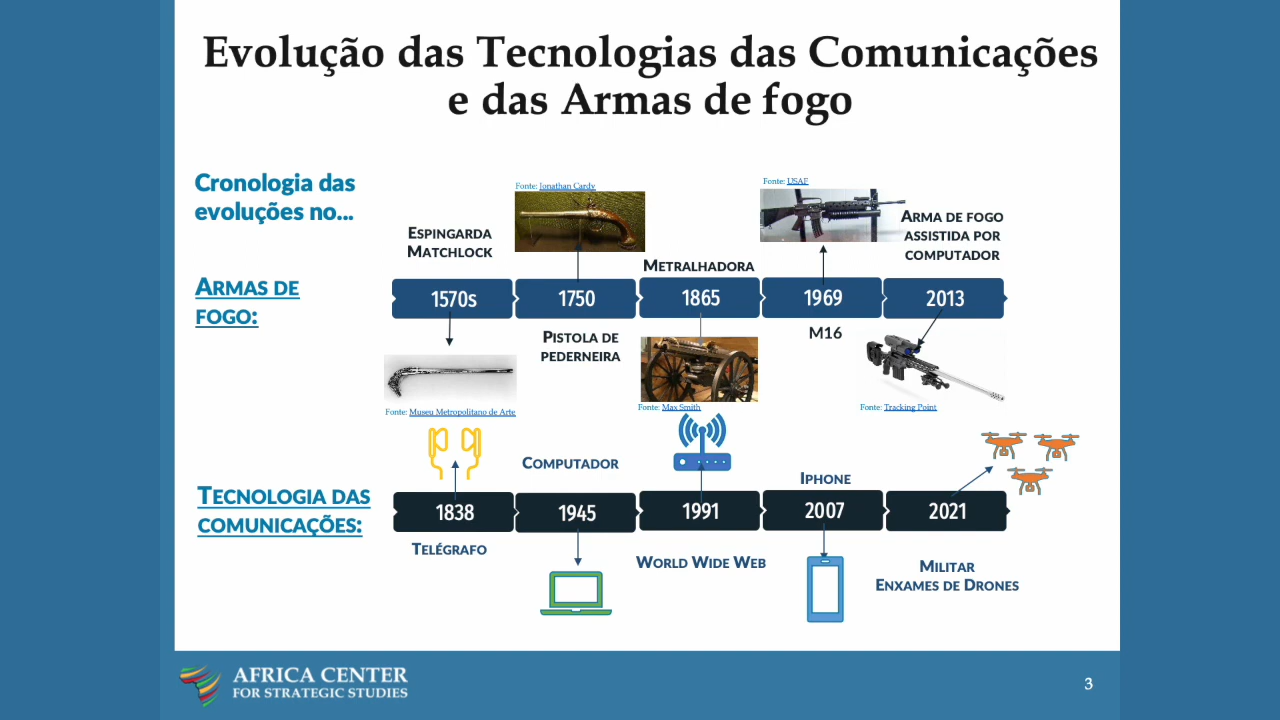 Evolução das Tecnologias das Comunicações
e das Armas de fogo
Cronologia das
evoluções no...
Fonte: Jonathan Cardy
Fonte: USAF
ESPINGARDA
MATCHLOCK
METRALHADORA
ARMA DE FOGO
ASSISTIDA POR
COMPUTADOR
ARMAS DE
FOGO:
1570s
1750
1865
1969
2013
PISTOLA DE
PEDERNEIRA
M16
Fonte: Museu Metropolitano de Arte
Fonte: Max Smith
Fonte: Tracking Point
COMPUTADOR
IPHONE
TECNOLOGIA DAS
COMUNICAÇÕES:
1838
1945
1991
2007
2021
TELÉGRAFO
WORLD WIDE WEB
MILITAR
ENXAMES DE DRONES
AFRICA CENTER
FOR STRATEGIC STUDIES
3